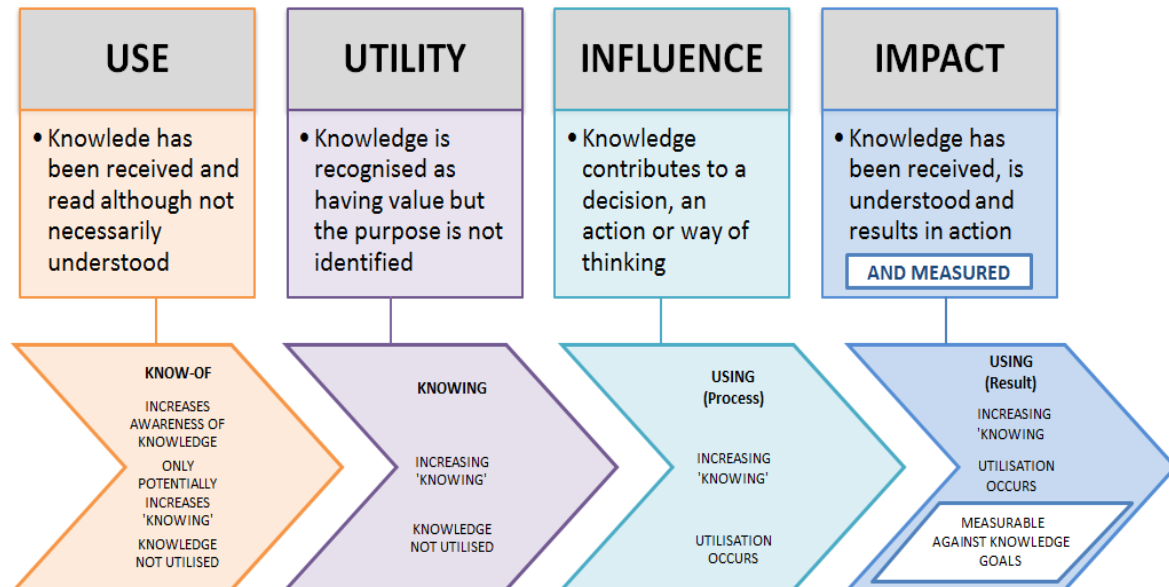 USE
• Knowlede has
been received and
read although not
necessarily
understood
UTILITY
• Knowledge is
recognised as
having value but
the purpose is not
identified
INFLUENCE
• Knowledge
contributes to a
decision, an
action or way of
thinking
IMPACT
• Knowledge has
been received, is
understood and
results in action
AND MEASURED
KNOW-OF
INCREASES
AWARENESS OF
KNOWLEDGE
ONLY
POTENTIALLY
INCREASES
'KNOWING'
KNOWLEDGE
NOT UTILISED
KNOWING
INCREASING
'KNOWING'
KNOWLEDGE
NOT UTILISED
USING
(Process)
INCREASING
'KNOWING'
UTILISATION
OCCURS
USING
(Result)
INCREASING
'KNOWING
UTILISATION
OCCURS
MEASURABLE
AGAINST KNOWLEDGE
GOALS